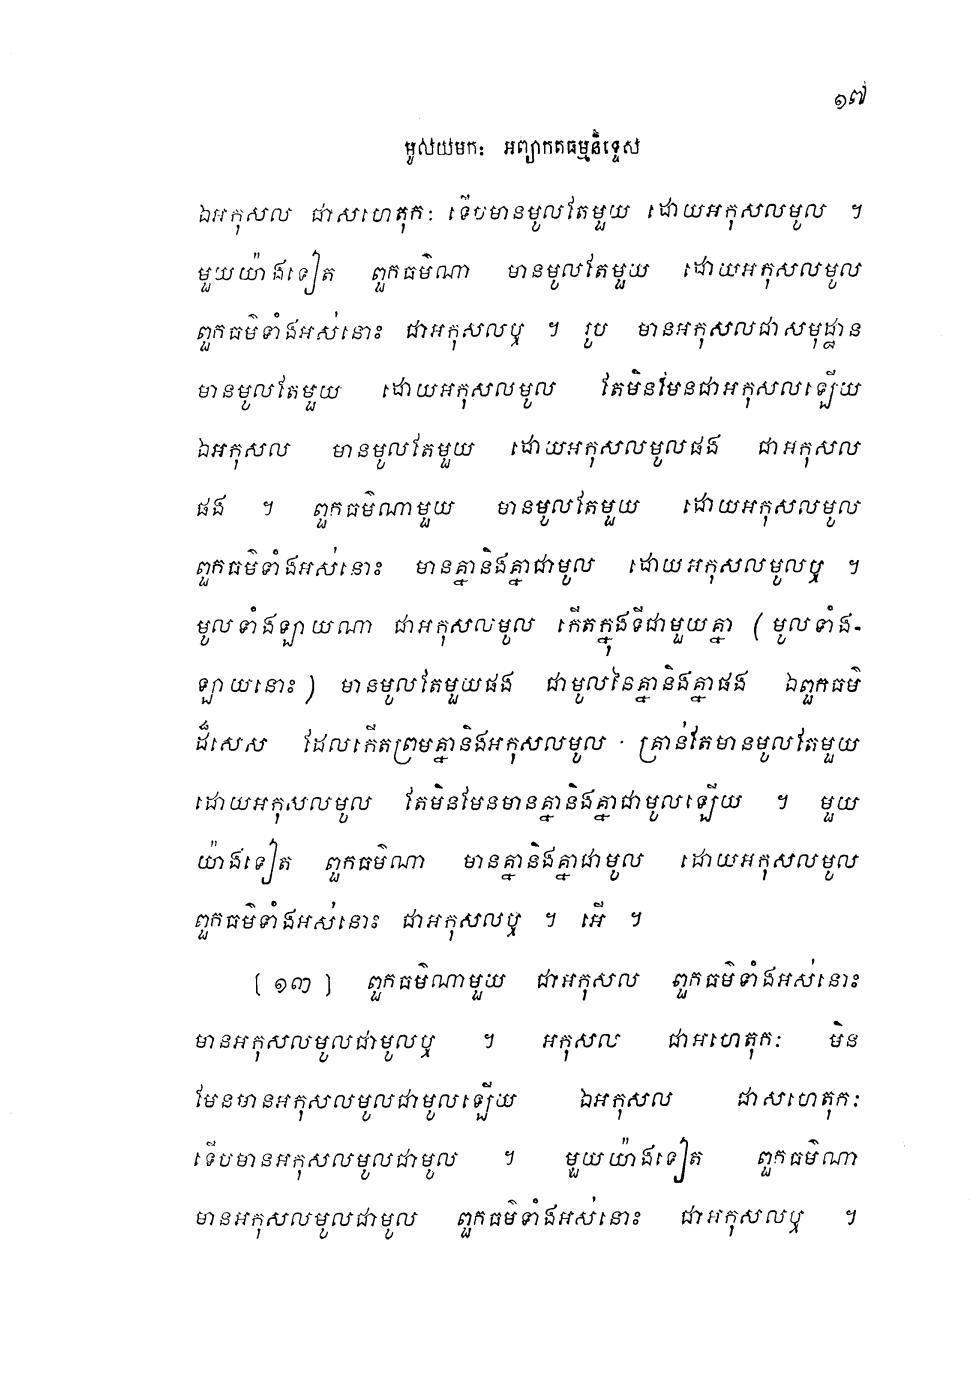 ១៧
មូលយមកៈ អព្យាកតធម្មនិទ្ទេស
ឯអកុសល ជាសហេតុកៈ ទើបមានមូលតែមួយ ដោយអកុសលមូល ។
មួយយ៉ាងទៀត ពួកធម៌ណា មានមូលតែមួយ ដោយអកុសលមូល
ពួកធម៌ទាំងអស់នោះ ជាអកុសលឬ ។ រូប មានអកុសលជាសមុដ្ឋាន
មានមូលតែមួយ ដោយអកុសលមូល តែមិនមែនជាអកុសលឡើយ
ឯអកុសល មានមូលតែមួយ ដោយអកុសលមូលផង ជាអកុសល
ផង ។ ពួកធម៌ណាមួយ មានមូលតែមួយ ដោយអកុសលមូល
ពួកធម៌ទាំងអស់នោះ មានគ្នានិងគ្នាជាមូល ដោយអកុសលមូលឬ ។
មូលទាំងឡាយណា ជាអកុសលមូល កើតក្នុងទីជាមួយគ្នា (មូលទាំង-
ឡាយនោះ) មានមូលតែមួយផង ជាមូលនៃគ្នានិងគ្នាផង ឯពួកធម៌
ដ៏សេស ដែលកើតព្រមគ្នានិងអកុសលមូល · គ្រាន់តែមានមូលតែមួយ
ដោយអកុសលមូល តែមិនមែនមានគ្នានិងគ្នាជាមូលឡើយ ។ មួយ
យ៉ាងទៀត ពួកធម៌ណា មានគ្នានិងគ្នាជាមូល ដោយអកុសលមូល
ពួកធម៌ទាំងអស់នោះ ជាអកុសលឬ ។ អើ ។
[១៣] ពួកធម៌ណាមួយ ជាអកុសល ពួកធម៌ទាំងអស់នោះ
មានអកុសលមូលជាមូលឬ ។ អកុសល ជាអហេតុកៈ មិន
មែនមានអកុសលមូលជាមូលឡើយ ឯអកុសល ជាសហេតុកៈ
ទើបមានអកុសលមូលជាមូល ។ មួយយ៉ាងទៀត ពួកធម៌ណា
មានអកុសលមូលជាមូល ពួកធម៌ទាំងអស់នោះ ជាអកុសលឬ ។